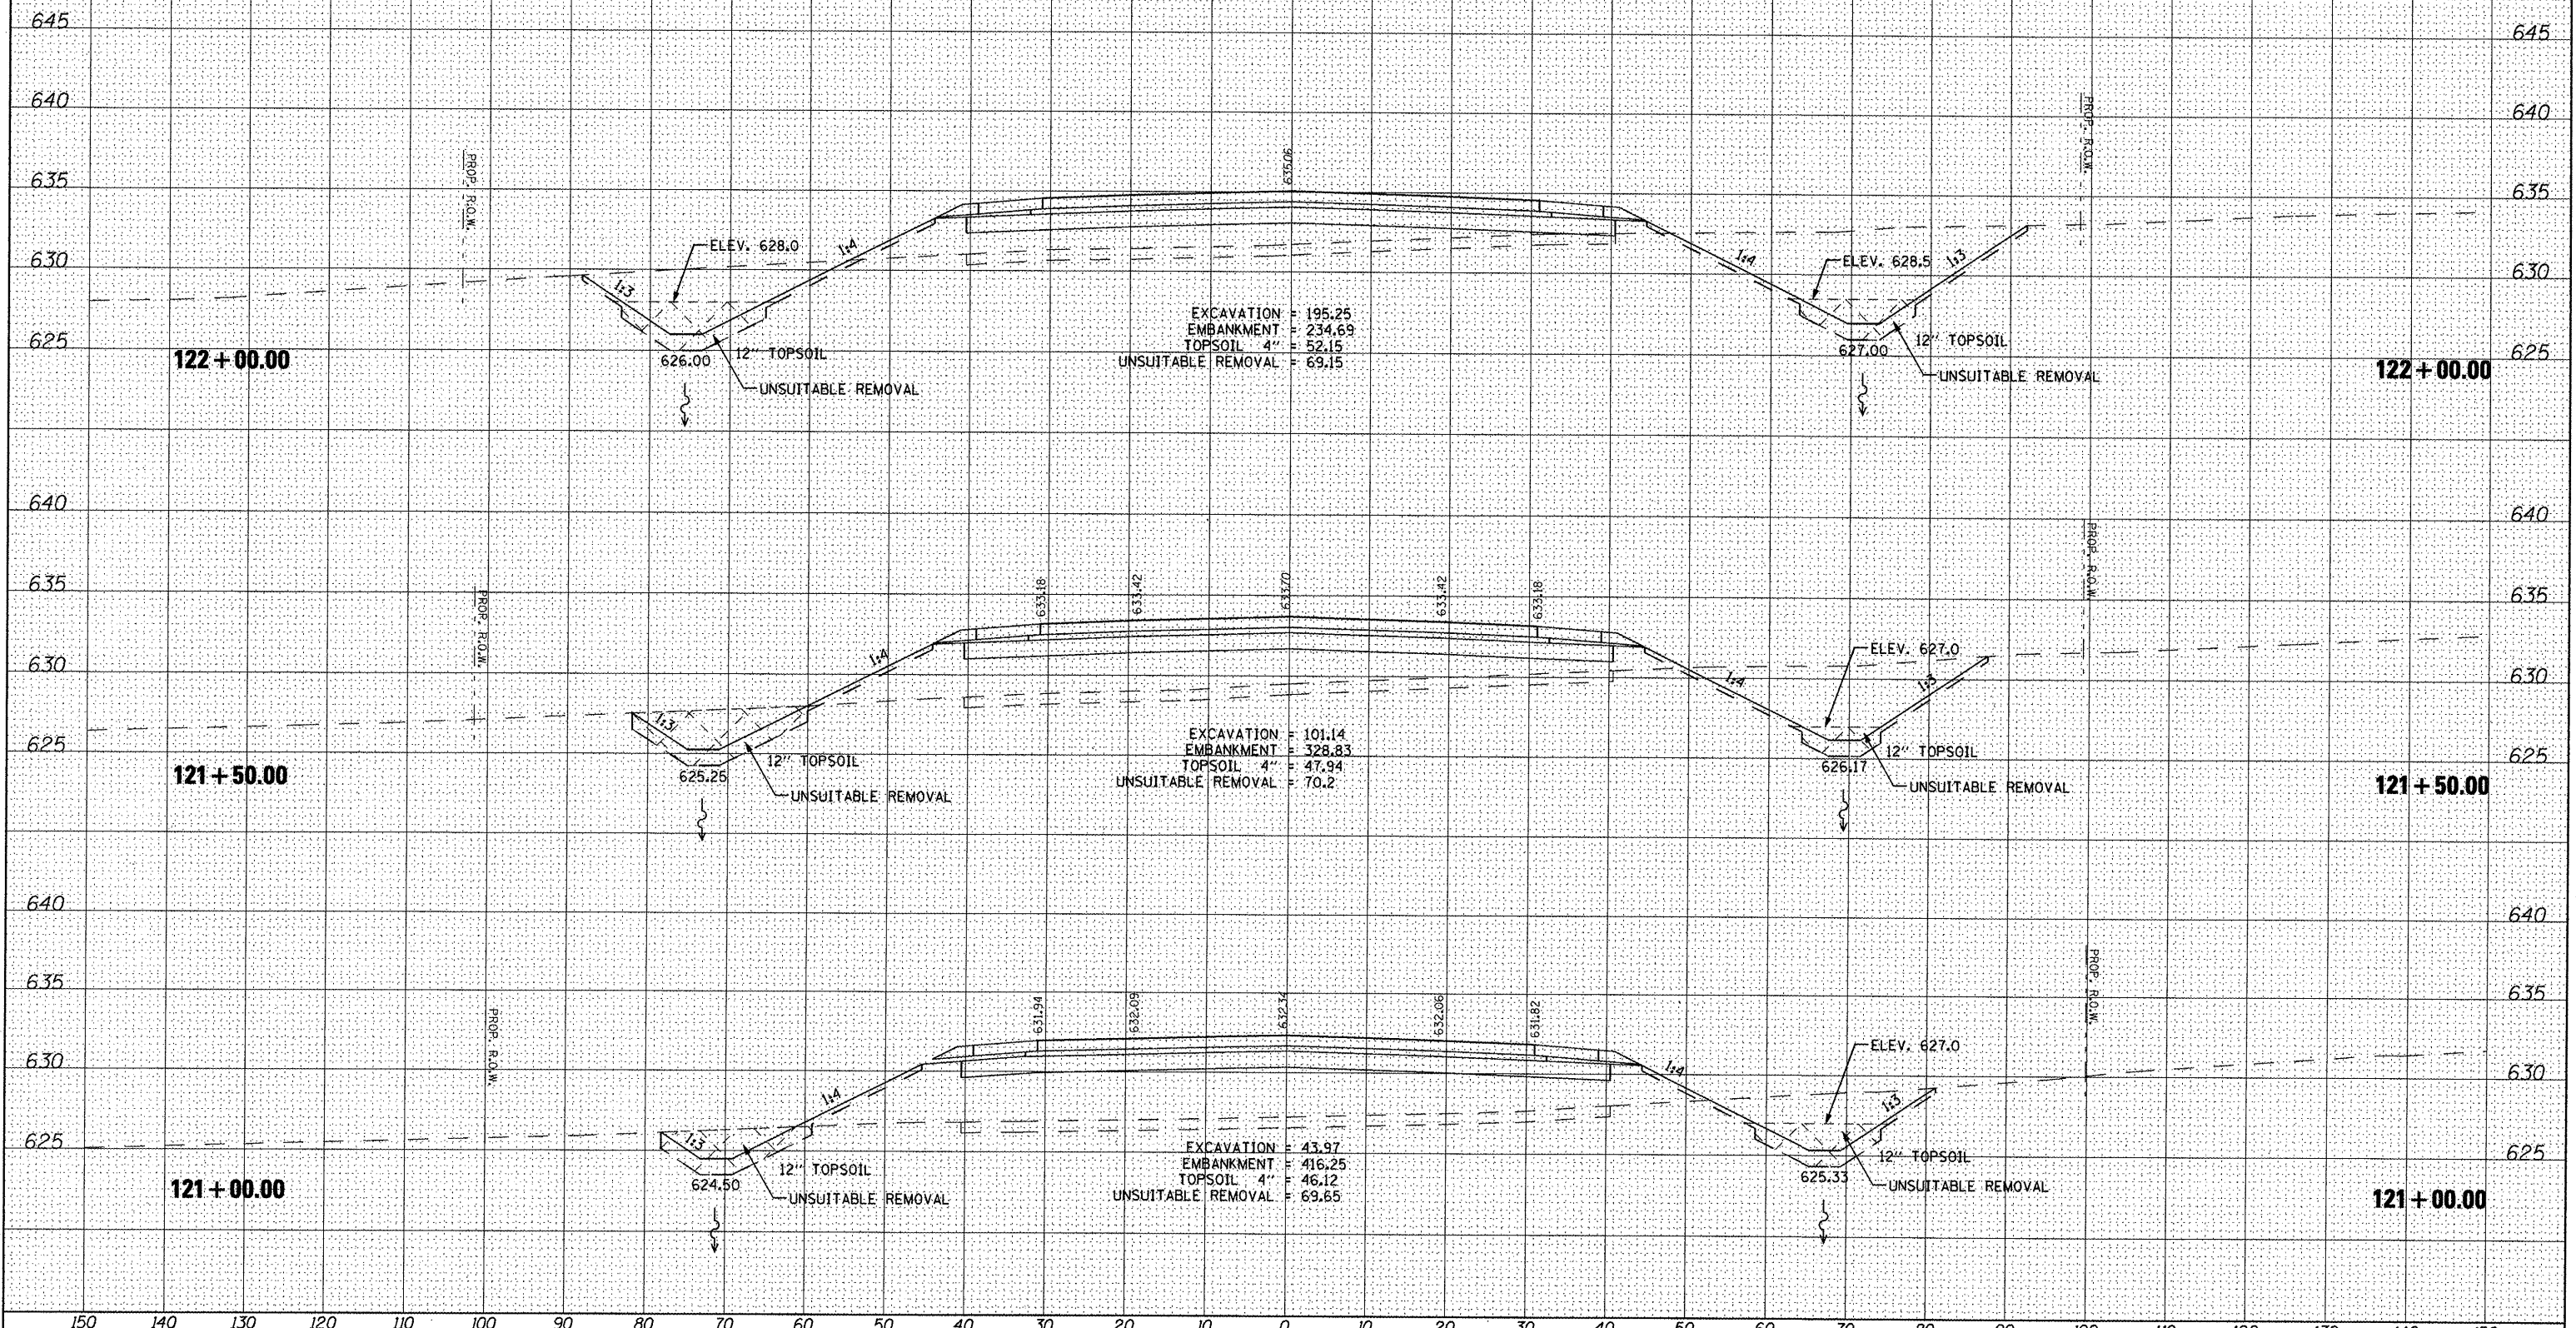 645 645
640 640
PROP. R.O.W. PROP. R.O.W.
635 635.06 635
ELEV. 628.0 1:4 1:4 ELEV. 628.5 1:3
630 630
1:3
EXCAVATION = 195.25
EMBANKMENT = 234.69
TOPSOIL 4" = 52.15
UNSUITABLE REMOVAL = 69.15
625 625
122+00.00 626.00 12" TOPSOIL 627.00 12" TOPSOIL 122+00.00
UNSUITABLE REMOVAL UNSUITABLE REMOVAL
640 640
PROP. R.O.W. PROP. R.O.W.
635 633.18 633.42 633.70 633.42 633.18 635
630 1:4 1:4 ELEV. 627.0 1:3 630
1:3
EXCAVATION = 101.14
EMBANKMENT = 328.83
TOPSOIL 4" = 47.94
UNSUITABLE REMOVAL = 70.2
625 625
121+50.00 625.25 12" TOPSOIL 626.17 12" TOPSOIL 121+50.00
UNSUITABLE REMOVAL UNSUITABLE REMOVAL
640 640
PROP. R.O.W. PROP. R.O.W.
635 631.94 632.09 632.34 632.06 631.82 635
630 1:4 1:4 ELEV. 627.0 1:3 630
1:3
625 625
EXCAVATION = 43.97
EMBANKMENT = 416.25
TOPSOIL 4" = 46.12
UNSUITABLE REMOVAL = 69.65
121+00.00 624.50 12" TOPSOIL 625.33 12" TOPSOIL 121+00.00
UNSUITABLE REMOVAL UNSUITABLE REMOVAL
150 140 130 120 110 100 90 80 70 60 50 40 30 20 10 0 10 20 30 40 50 60 70 80 90 100 110 120 130 140 150